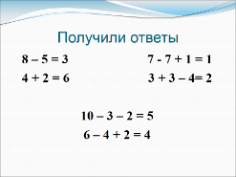 Получили ответы
8 – 5 = 3
7 - 7 + 1 = 1
4 + 2 = 6
3 + 3 – 4= 2
10 – 3 – 2 = 5
6 – 4 + 2 = 4